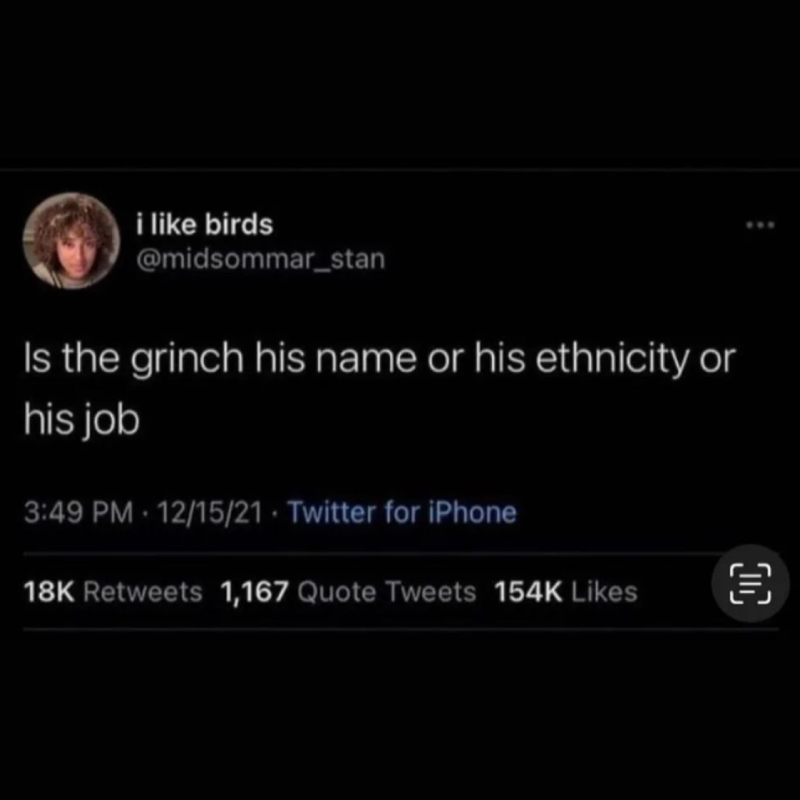 i like birds
@midsommar_stan
Is the grinch his name or his ethnicity or
his job
3:49 PM · 12/15/21 · Twitter for iPhone
18K Retweets 1,167 Quote Tweets 154K Likes